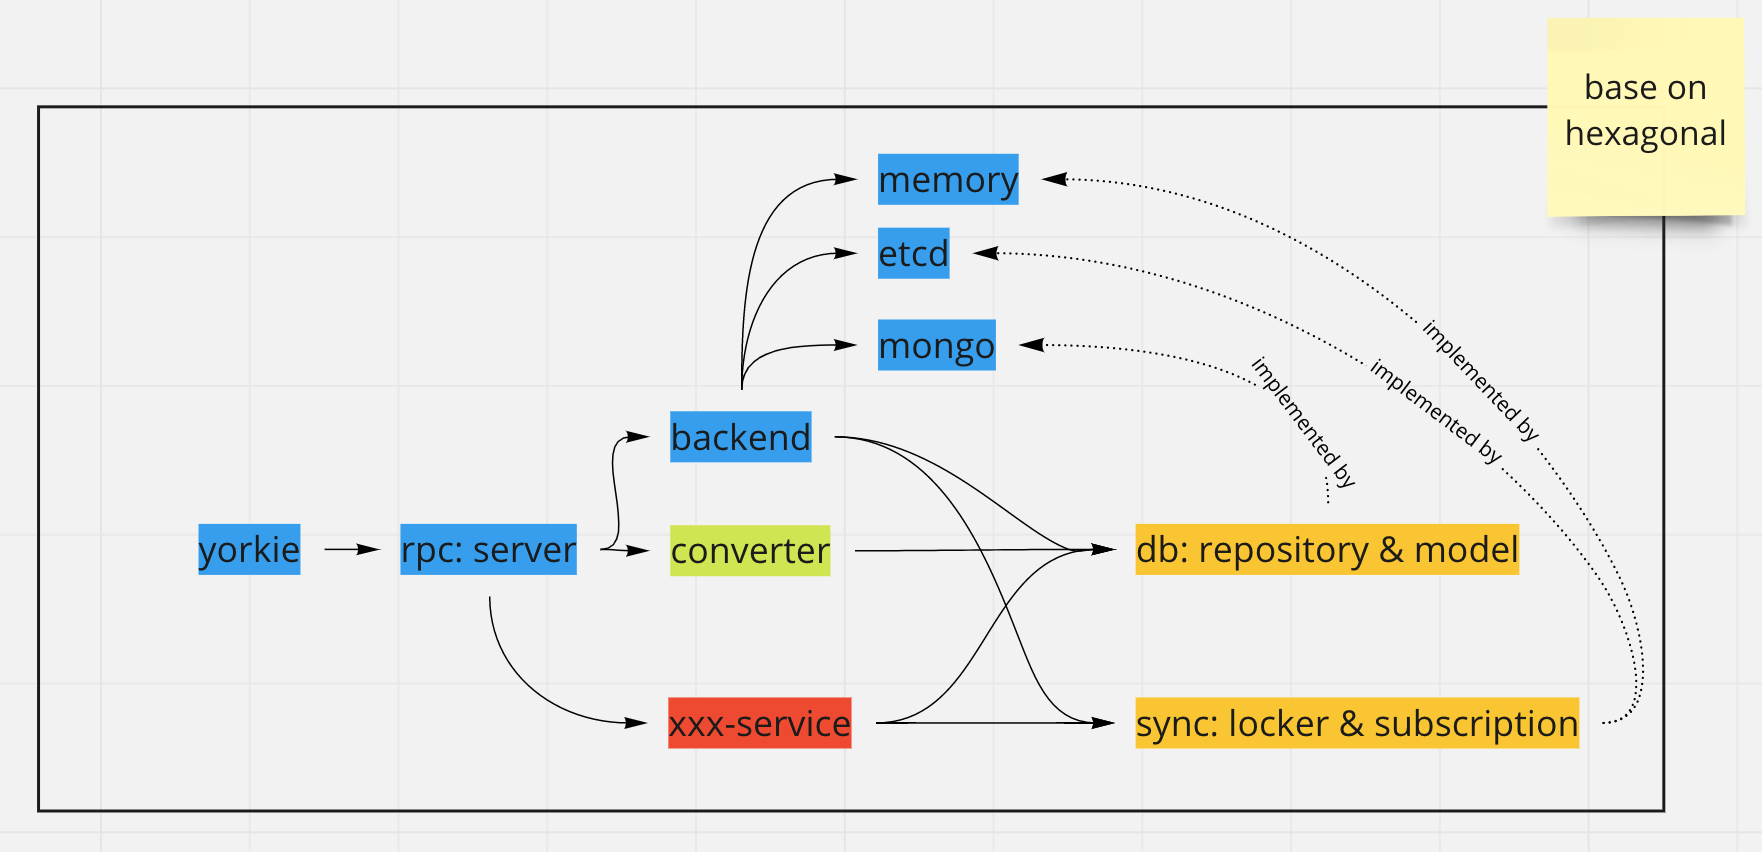 base on
hexagonal
memory
etcd
mongo
implemented by
implemented by
implemented by
backend
yorkie
rpc: server
converter
db: repository & model
xxx-service
sync: locker & subscription